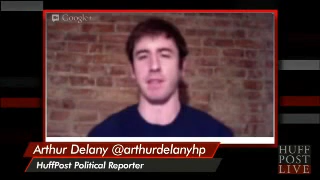 Google+
Arthur Delany @arthurdelanyhp
HuffPost Political Reporter
HUFF
POST
LIVE